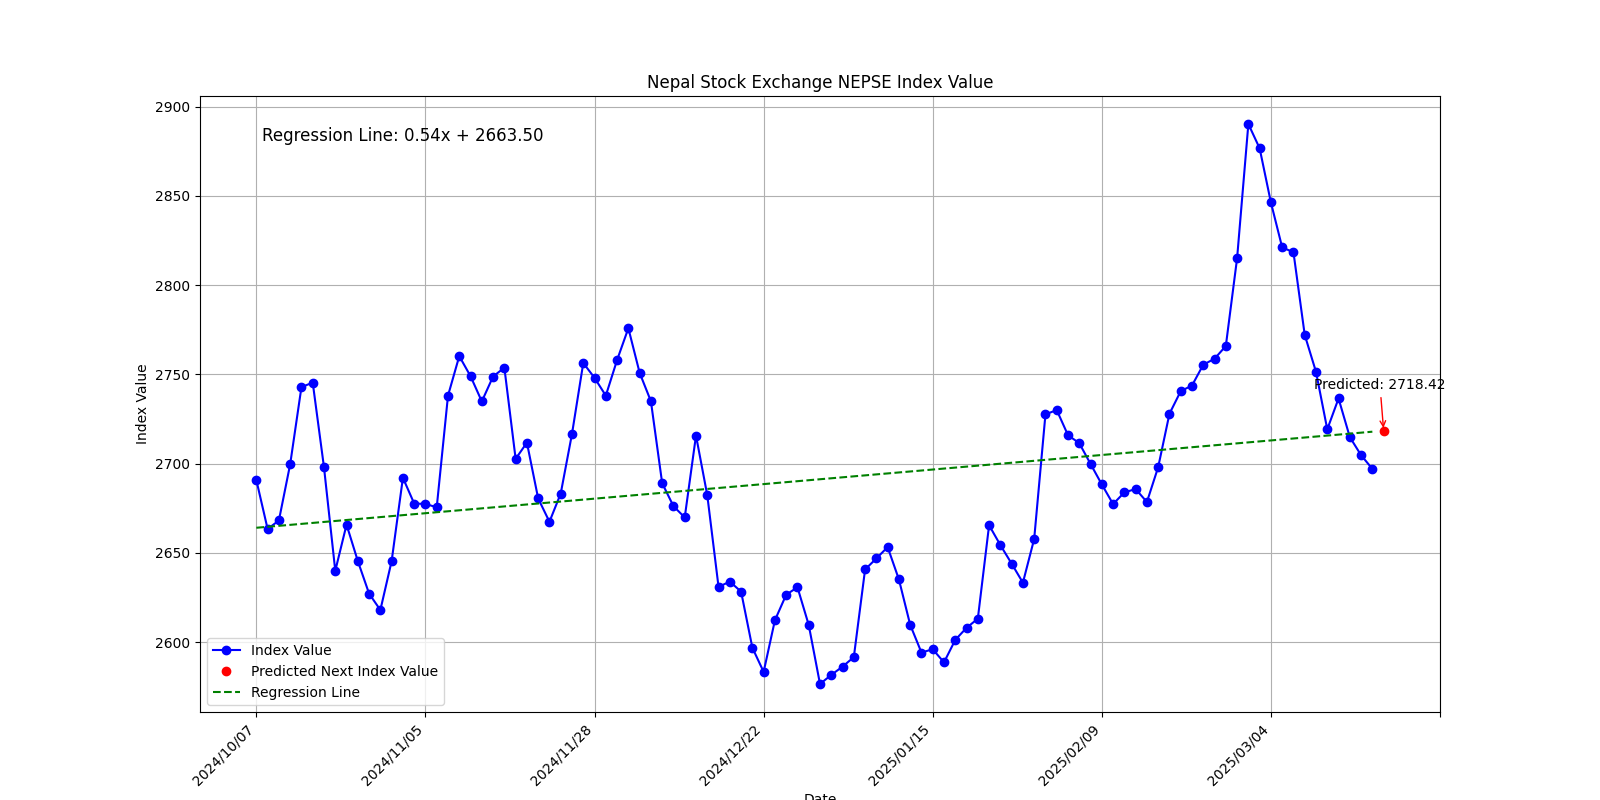 Nepal Stock Exchange NEPSE Index Value
2900
2850
2800
2750
2700
2650
2600
Index Value
Regression Line: 0.54x + 2663.50
Predicted: 2718.42
Index Value
Predicted Next Index Value
Regression Line
2024/10/07
2024/11/05
2024/11/28
2024/12/22
2025/01/15
2025/02/09
2025/03/04
Date